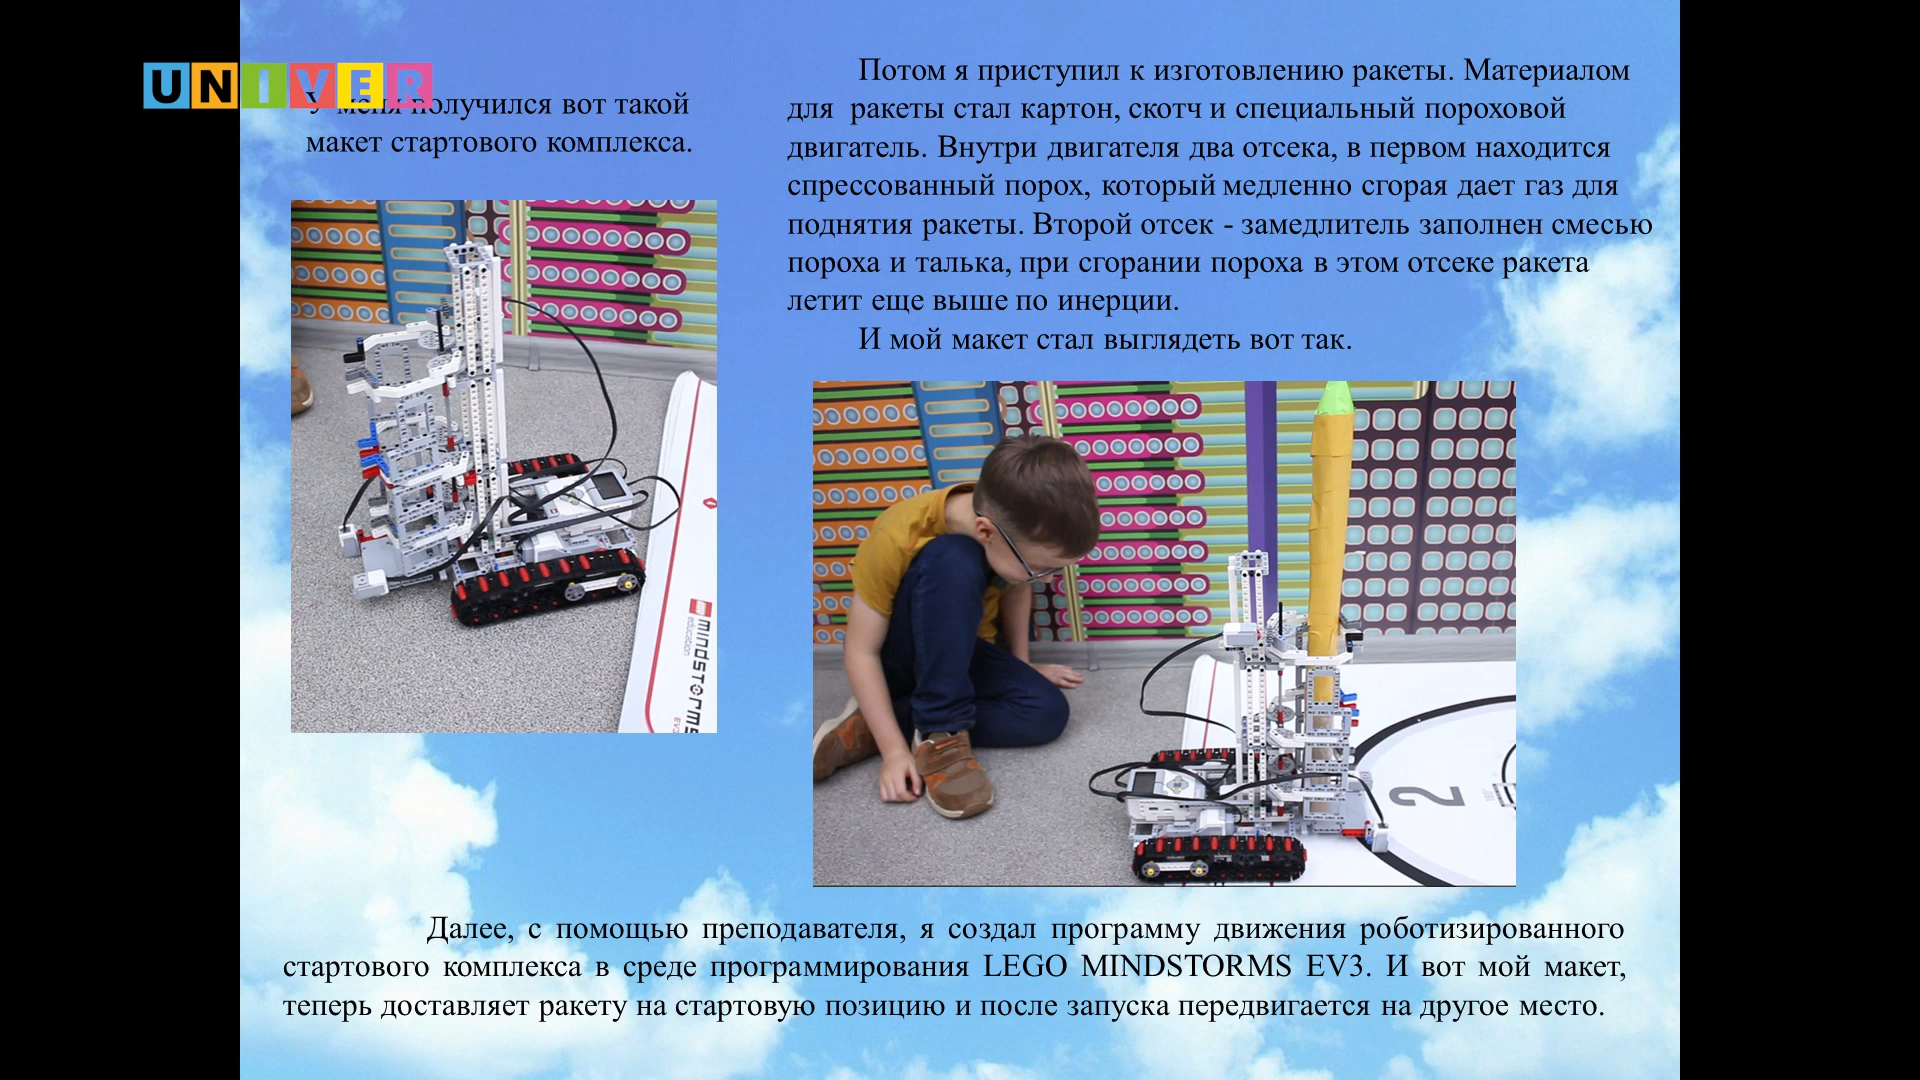 UNIVER
У меня получился вот такой
макет стартового комплекса.
Потом я приступил к изготовлению ракеты. Материалом
для ракеты стал картон, скотч и специальный пороховой
двигатель. Внутри двигателя два отсека, в первом находится
спрессованный порох, который медленно сгорая дает газ для
поднятия ракеты. Второй отсек - замедлитель заполнен смесью
пороха и талька, при сгорании пороха в этом отсеке ракета
летит еще выше по инерции.
И мой макет стал выглядеть вот так.
mindstorms
education
EV3
2
Далее, с помощью преподавателя, я создал программу движения роботизированного
стартового комплекса в среде программирования LEGO MINDSTORMS EV3. И вот мой макет,
теперь доставляет ракету на стартовую позицию и после запуска передвигается на другое место.